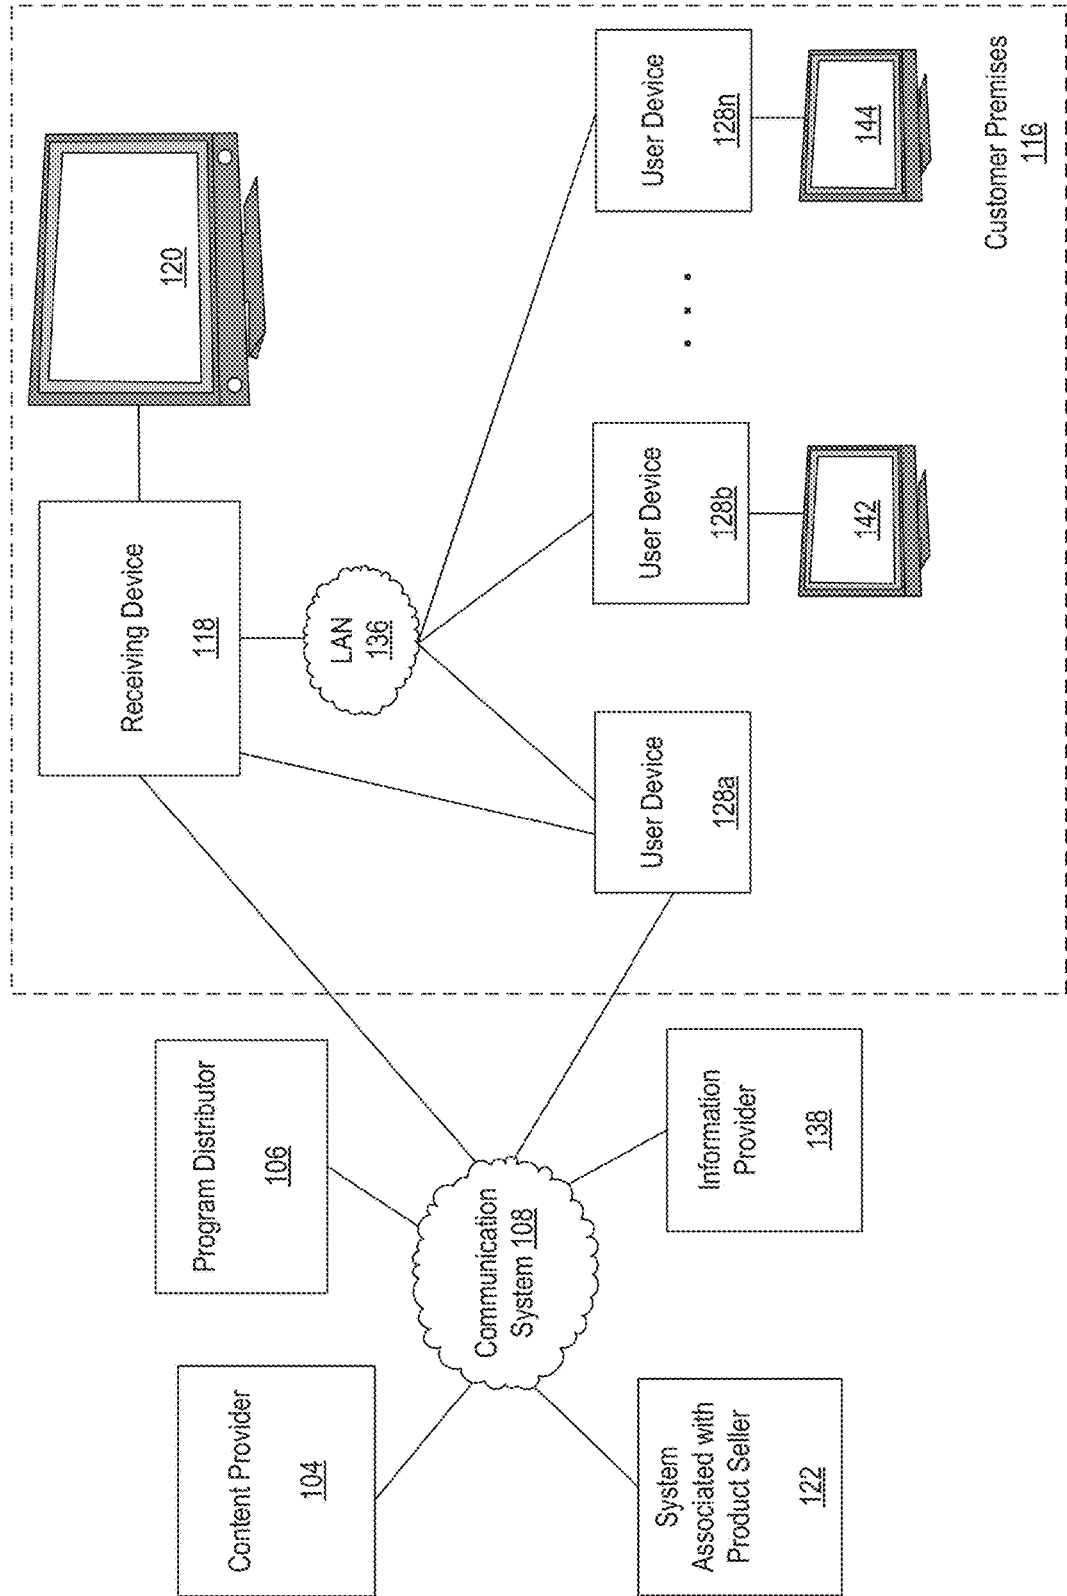 Content Provider
104
Program Distributor
106
Communication
System 108
System
Associated with
Product Seller
122
Information
Provider
138
Receiving Device
118
120
LAN
136
User Device
128a
User Device
128b
142
User Device
128n
144
Customer Premises
116